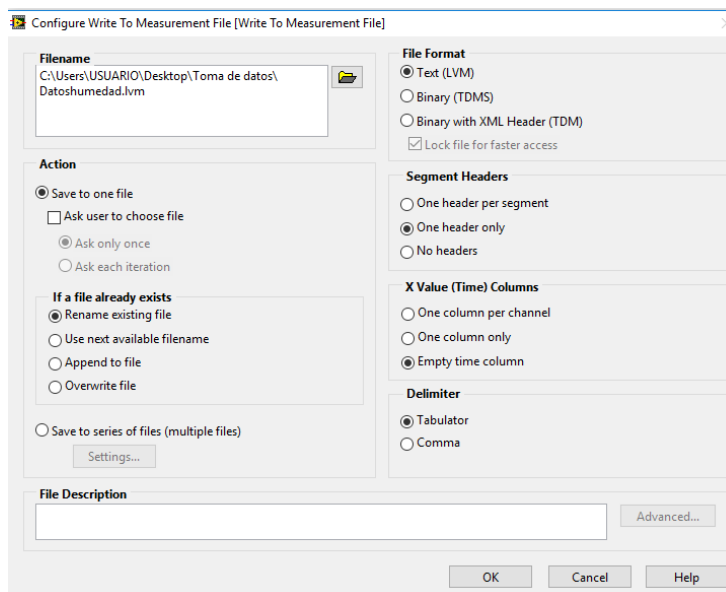 Configure Write To Measurement File [Write To Measurement File]
Filename
C:\Users\USUARIO\Desktop\Toma de datos\
Datoshumedad.lvm
Action
Save to one file
Ask user to choose file
Ask only once
Ask each iteration
If a file already exists
Rename existing file
Use next available filename
Append to file
Overwrite file
Save to series of files (multiple files)
Settings...
File Format
Text (LVM)
Binary (TDMS)
Binary with XML Header (TDM)
Lock file for faster access
Segment Headers
One header per segment
One header only
No headers
X Value (Time) Columns
One column per channel
One column only
Empty time column
Delimiter
Tabulator
Comma
File Description
Advanced...
OK
Cancel
Help